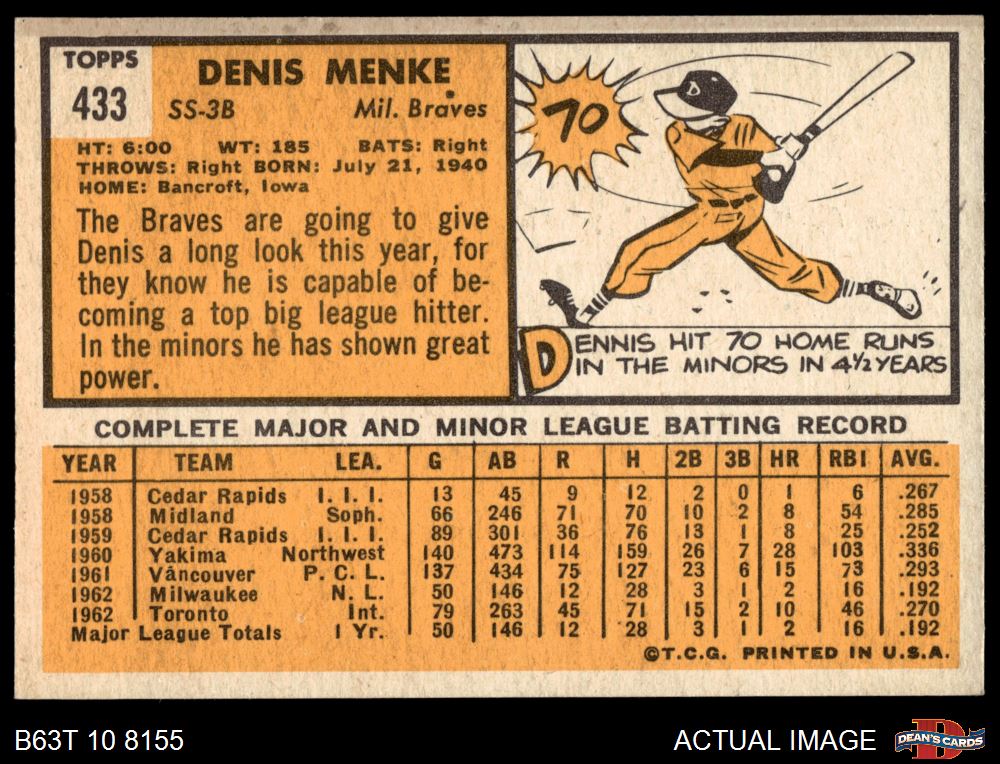 TOPPS
433
DENIS MENKE
SS-3B Mil. Braves
HT: 6:00 WT: 185 BATS: Right
THROWS: Right BORN: July 21, 1940
HOME: Bancroft, Iowa
The Braves are going to give
Denis a long look this year, for
they know he is capable of be-
coming a top big league hitter.
In the minors he has shown great
power.
70
DENNIS HIT 70 HOME RUNS
IN THE MINORS IN 4½ YEARS
COMPLETE MAJOR AND MINOR LEAGUE BATTING RECORD
YEAR TEAM LEA. G AB R H 2B 3B HR RBI AVG.
1958 Cedar Rapids I. I. I. 13 45 9 12 2 0 1 6 .267
1958 Midland Soph. 66 246 71 70 10 2 8 54 .285
1959 Cedar Rapids I. I. I. 89 301 36 76 13 1 8 25 .252
1960 Yakima Northwest 140 473 114 159 26 7 28 103 .336
1961 Vancouver P. C. L. 137 434 75 127 23 6 15 73 .293
1962 Milwaukee N. L. 50 146 12 28 3 1 2 16 .192
1962 Toronto Int. 79 263 45 71 15 2 10 46 .270
Major League Totals 1 Yr. 50 146 12 28 3 1 2 16 .192
©T.C.G. PRINTED IN U.S.A.
B63T 10 8155 ACTUAL IMAGE DEAN'S CARDS